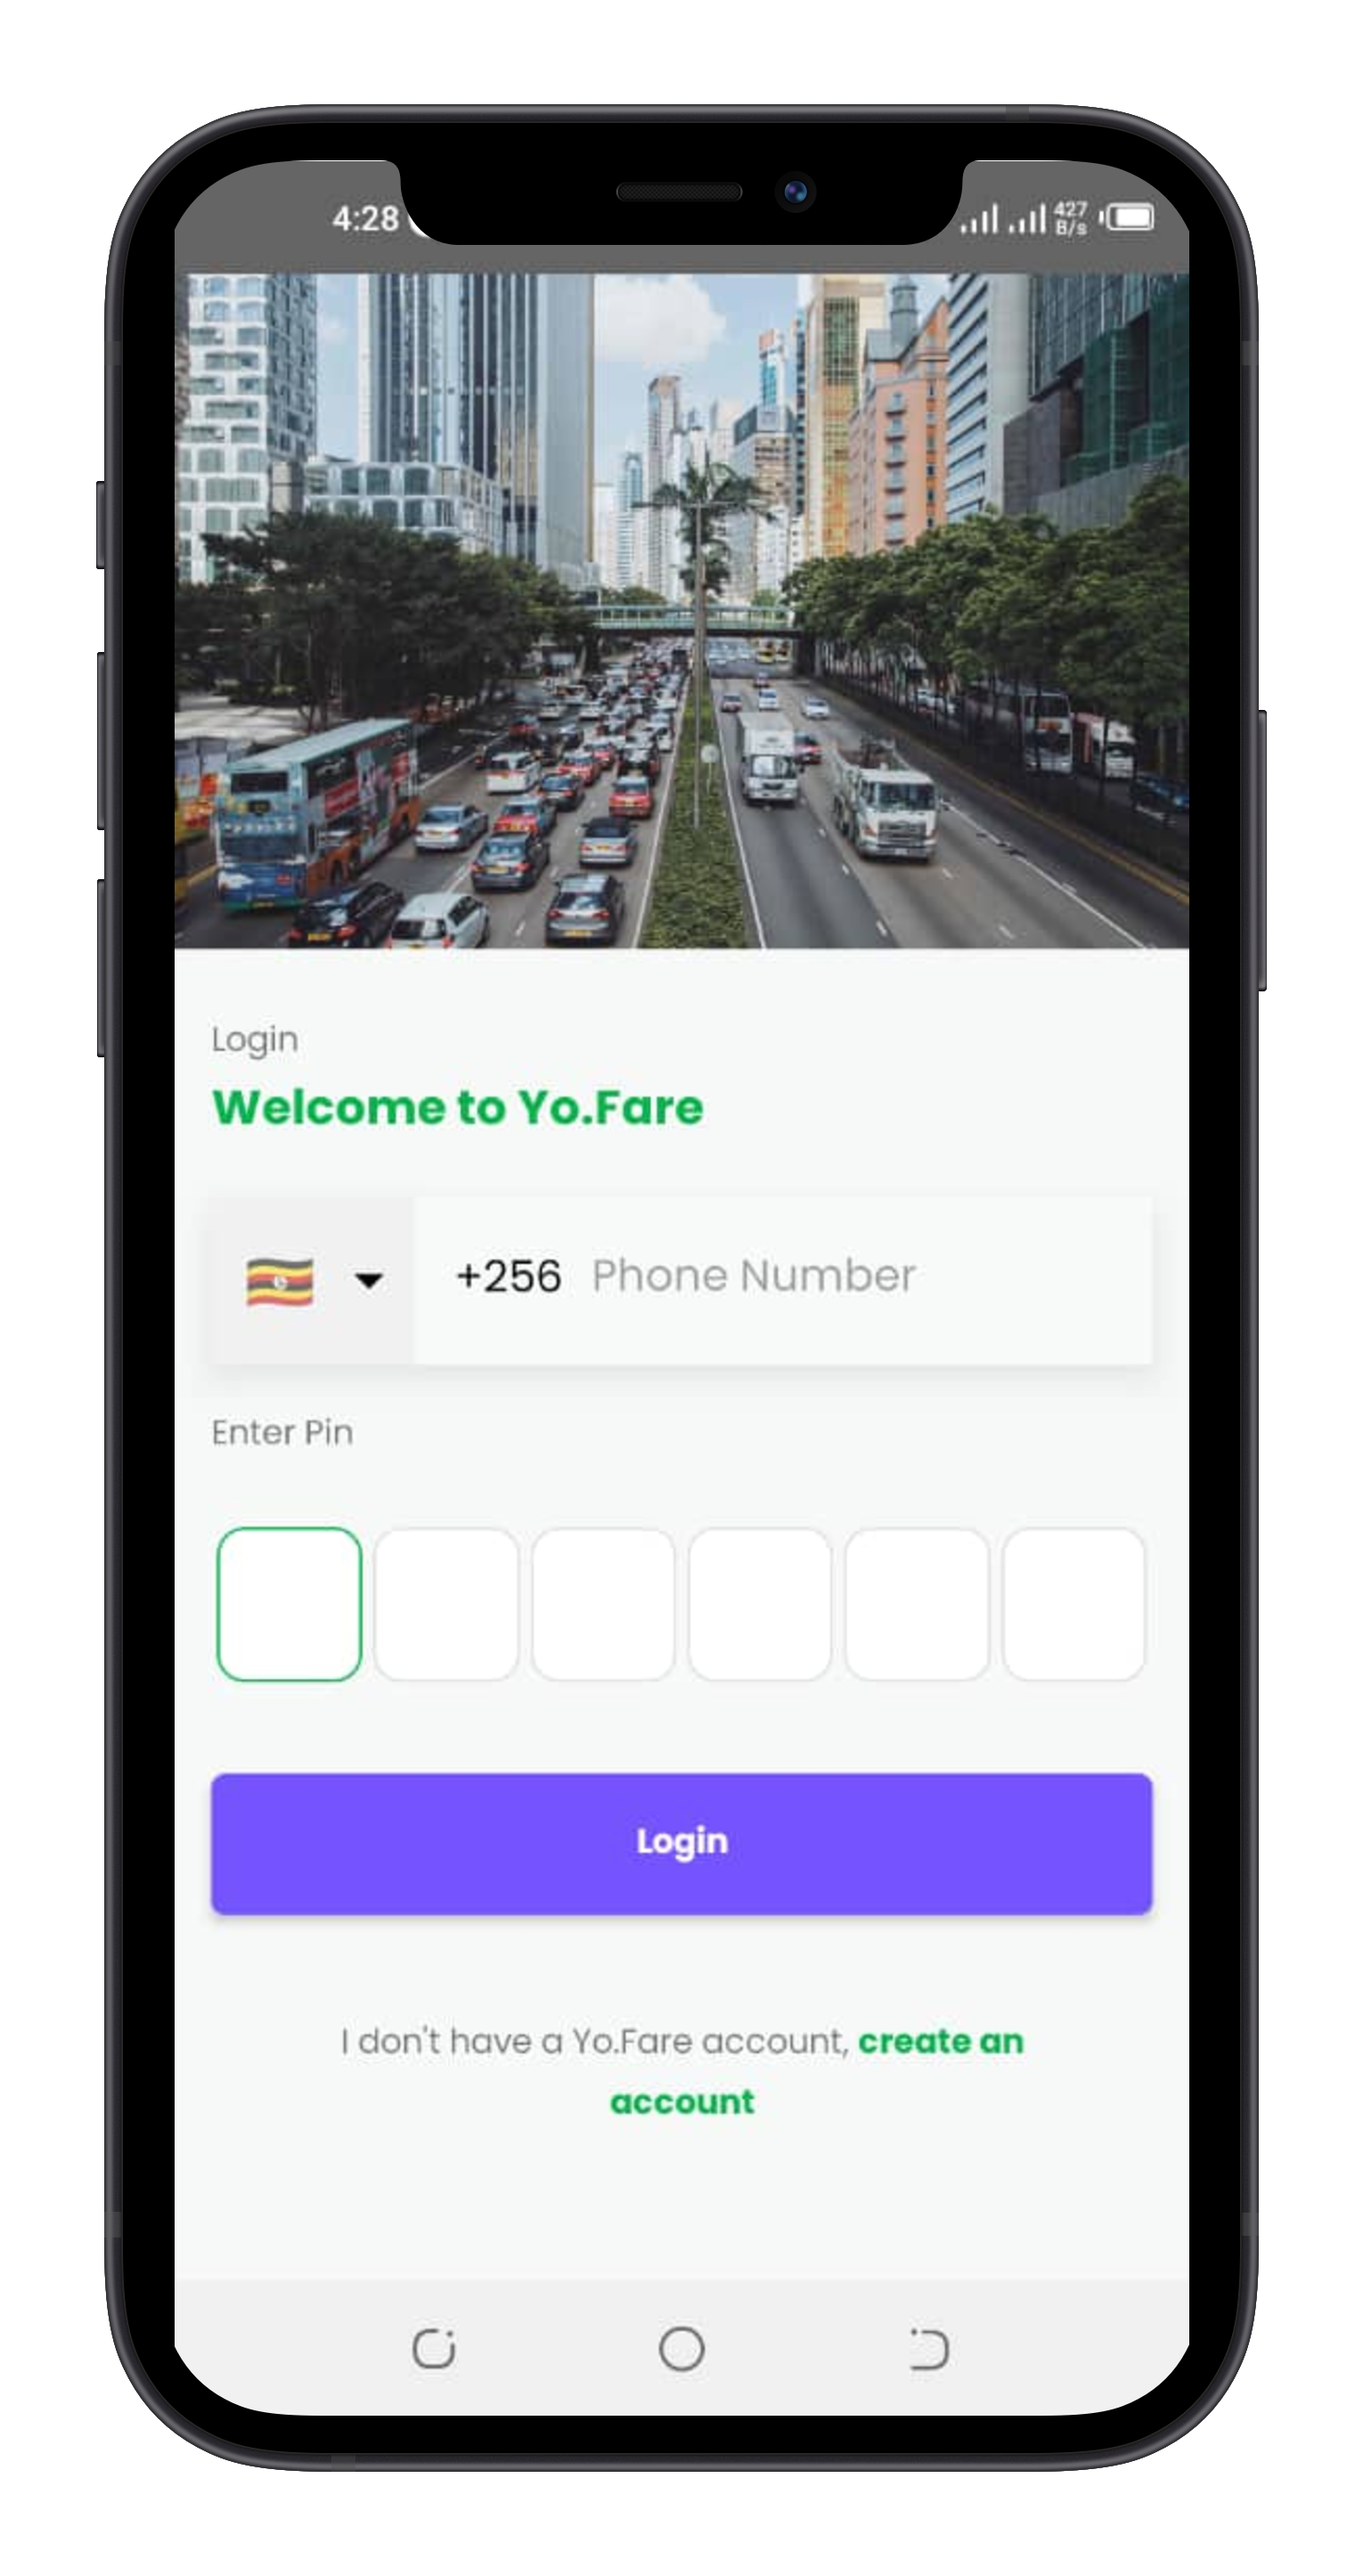 4:28
427
B/s
Login
Welcome to Yo.Fare
+256 Phone Number
Enter Pin
Login
I don't have a Yo.Fare account, create an
account